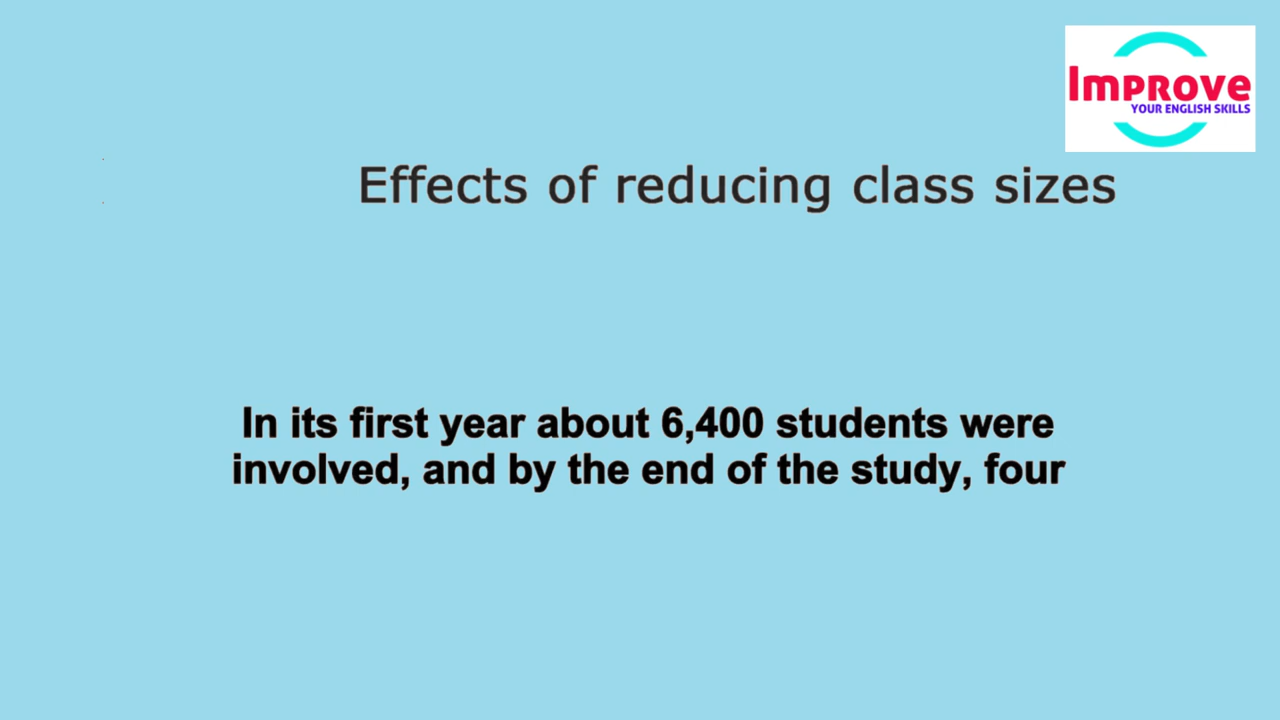 Improve
YOUR ENGLISH SKILLS
Effects of reducing class sizes
In its first year about 6,400 students were
involved, and by the end of the study, four